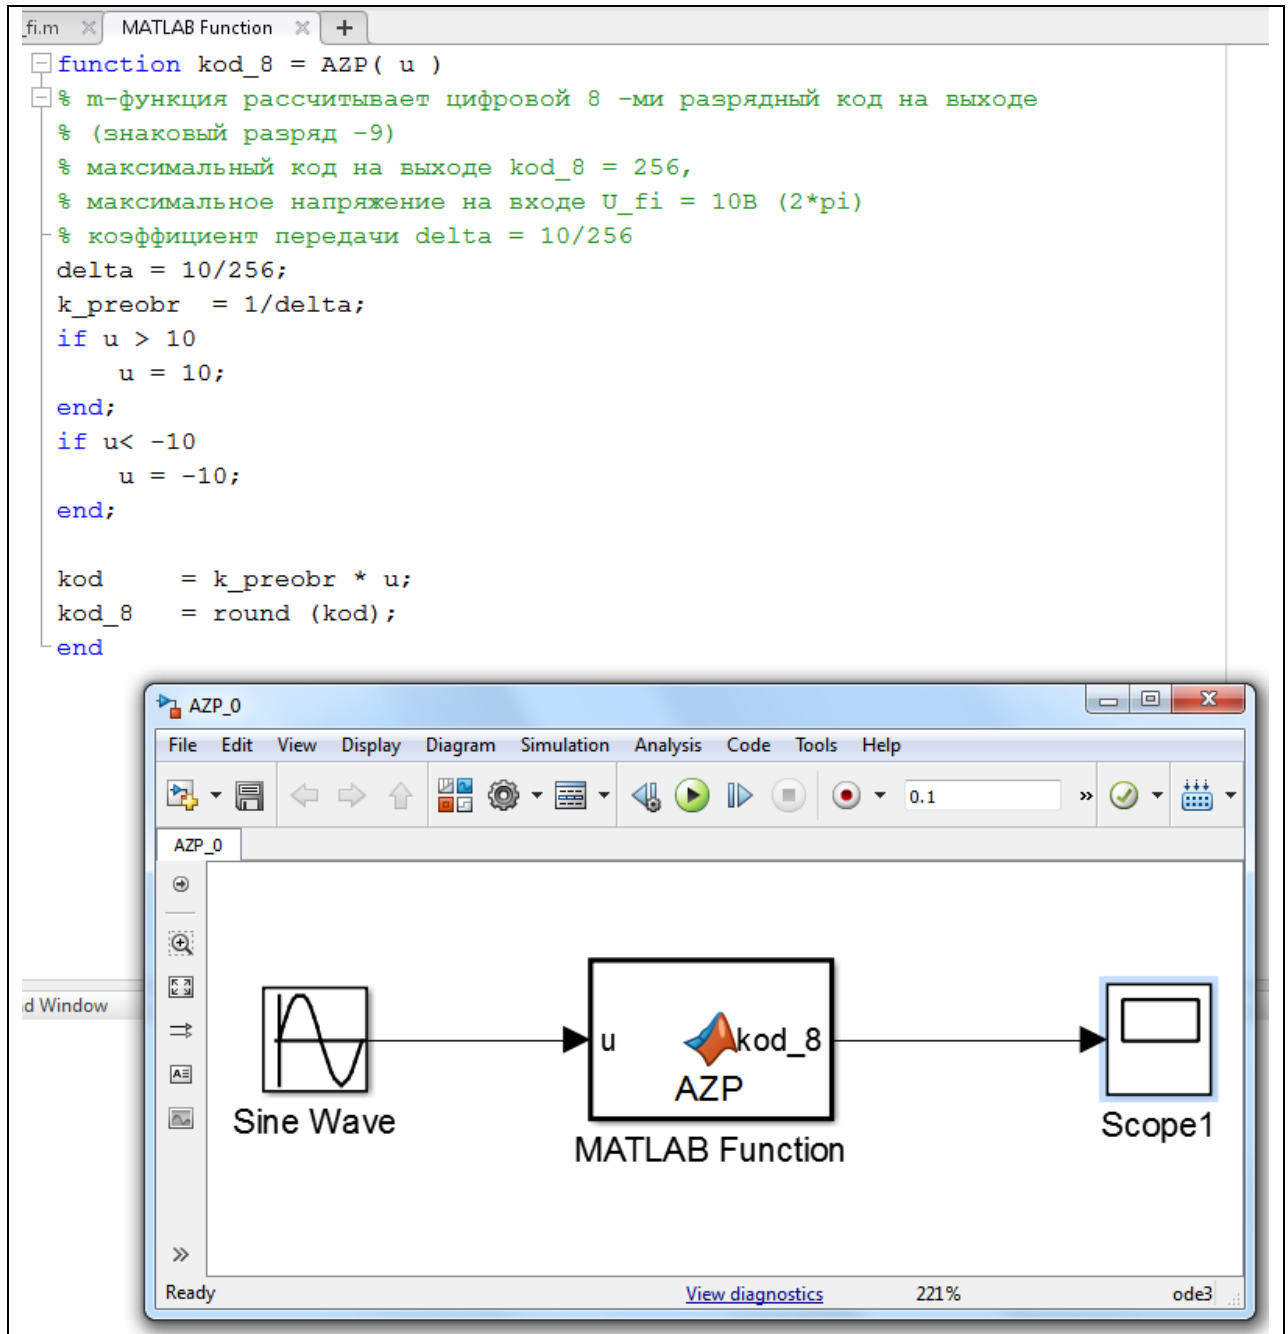 _fi.m   MATLAB Function   +
function kod_8 = AZP( u )
% m-функция рассчитывает цифровой 8 -ми разрядный код на выходе
% (знаковый разряд -9)
% максимальный код на выходе kod_8 = 256,
% максимальное напряжение на входе U_fi = 10В (2*pi)
% коэффициент передачи delta = 10/256
delta = 10/256;
k_preobr  = 1/delta;
if u > 10
    u = 10;
end;
if u< -10
    u = -10;
end;
kod     = k_preobr * u;
kod_8   = round (kod);
end
AZP_0
File Edit View Display Diagram Simulation Analysis Code Tools Help
0.1 »
AZP_0
d Window
u kod_8
AZP
Sine Wave
MATLAB Function
Scope1
»
Ready View diagnostics 221% ode3